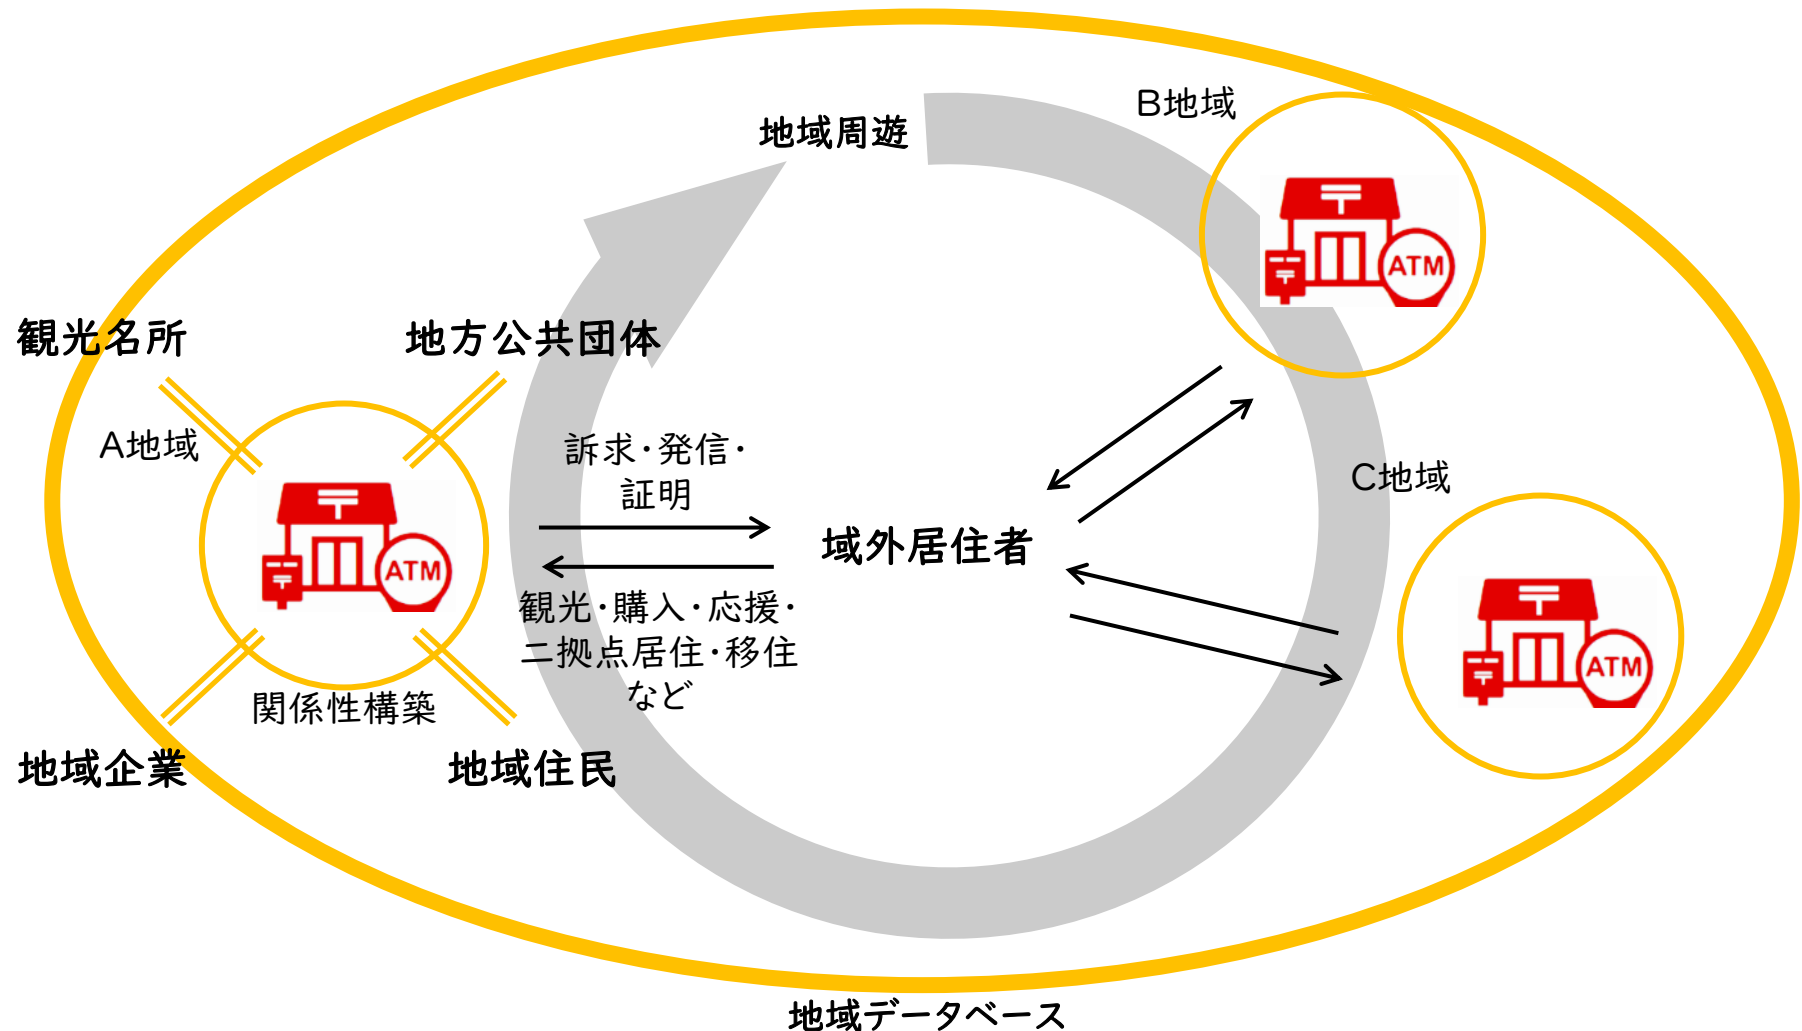 地域周遊
B地域
〒
〒
ATM
観光名所
地方公共団体
A地域
〒
〒
ATM
訴求・発信・
証明
域外居住者
観光・購入・応援・
二拠点居住・移住
など
C地域
〒
〒
ATM
関係性構築
地域企業
地域住民
地域データベース